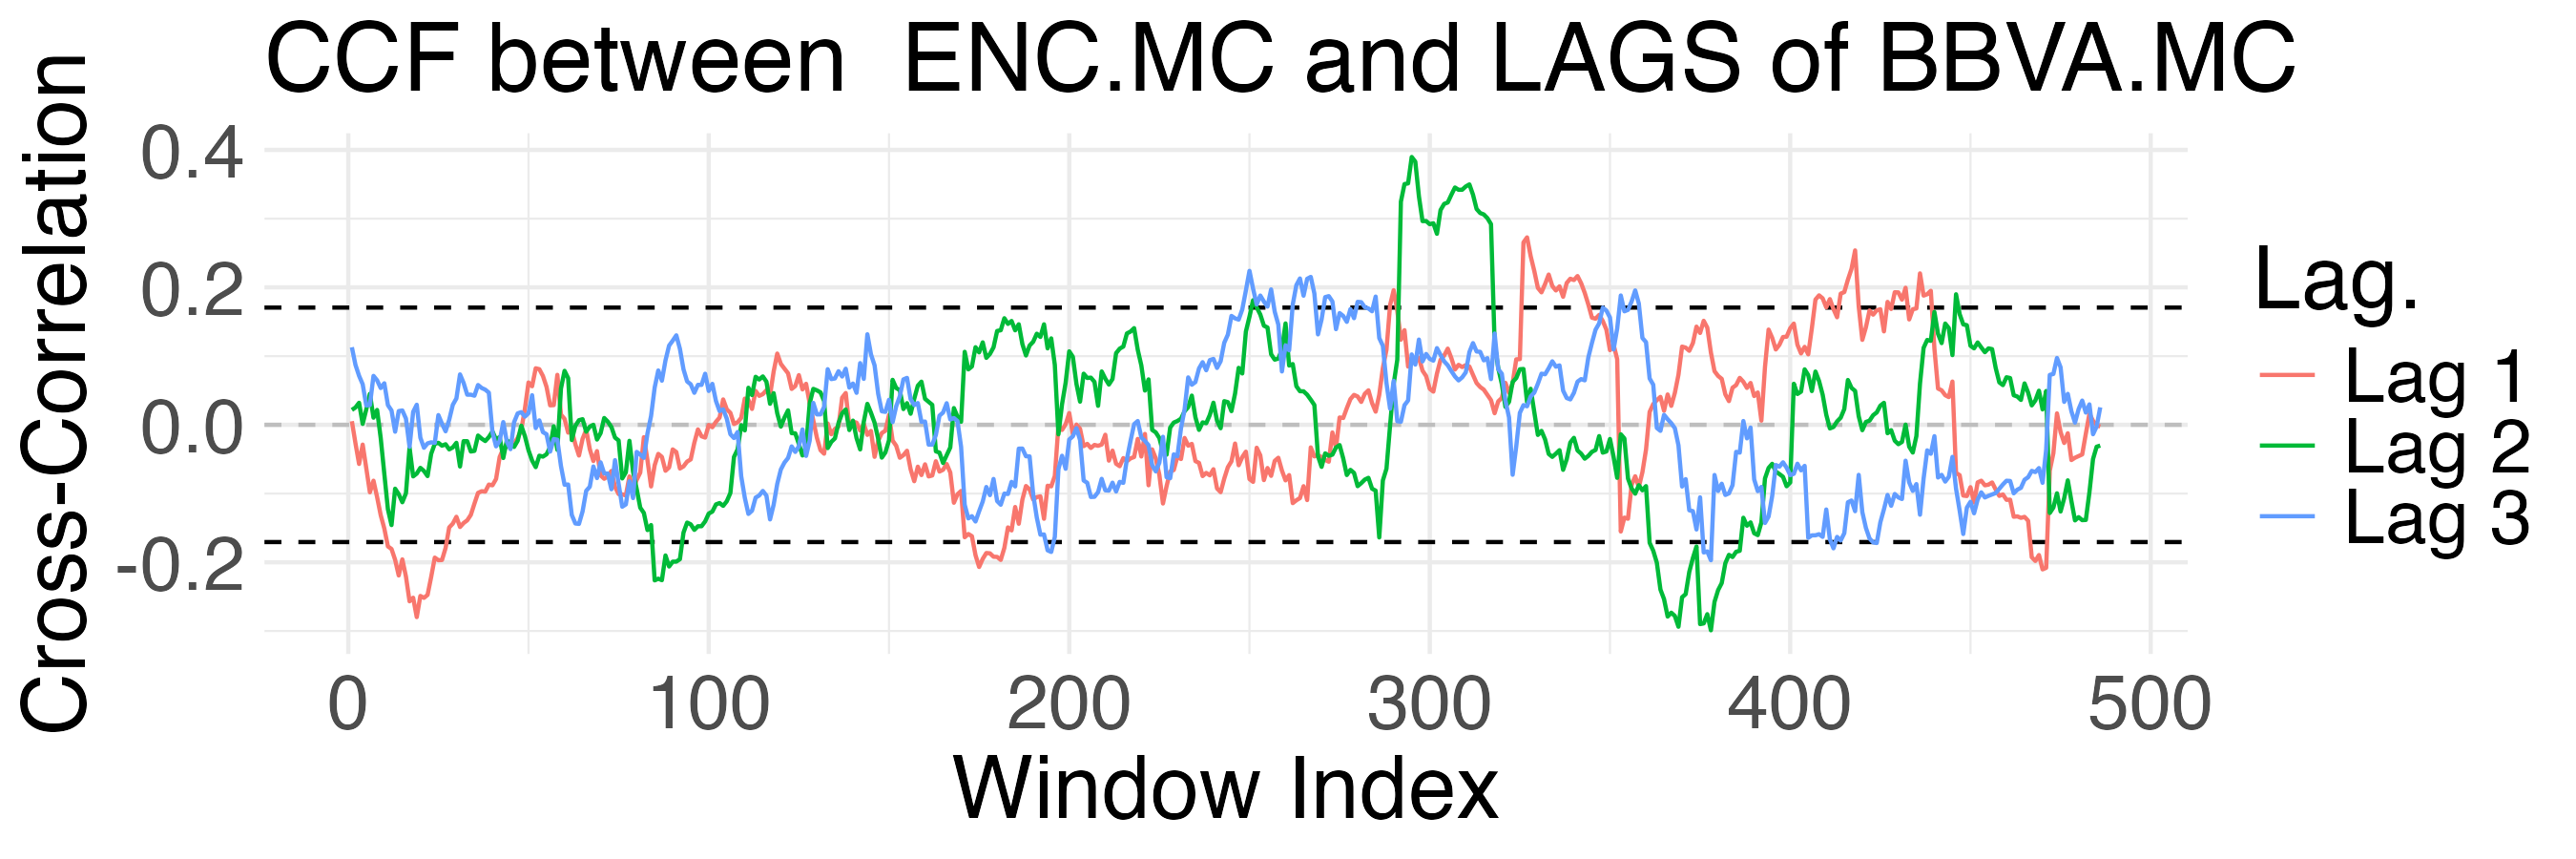 CCF between  ENC.MC and LAGS of BBVA.MC
Cross-Correlation
0.4
0.2
0.0
-0.2
0 100 200 300 400 500
Window Index
Lag.
Lag 1
Lag 2
Lag 3